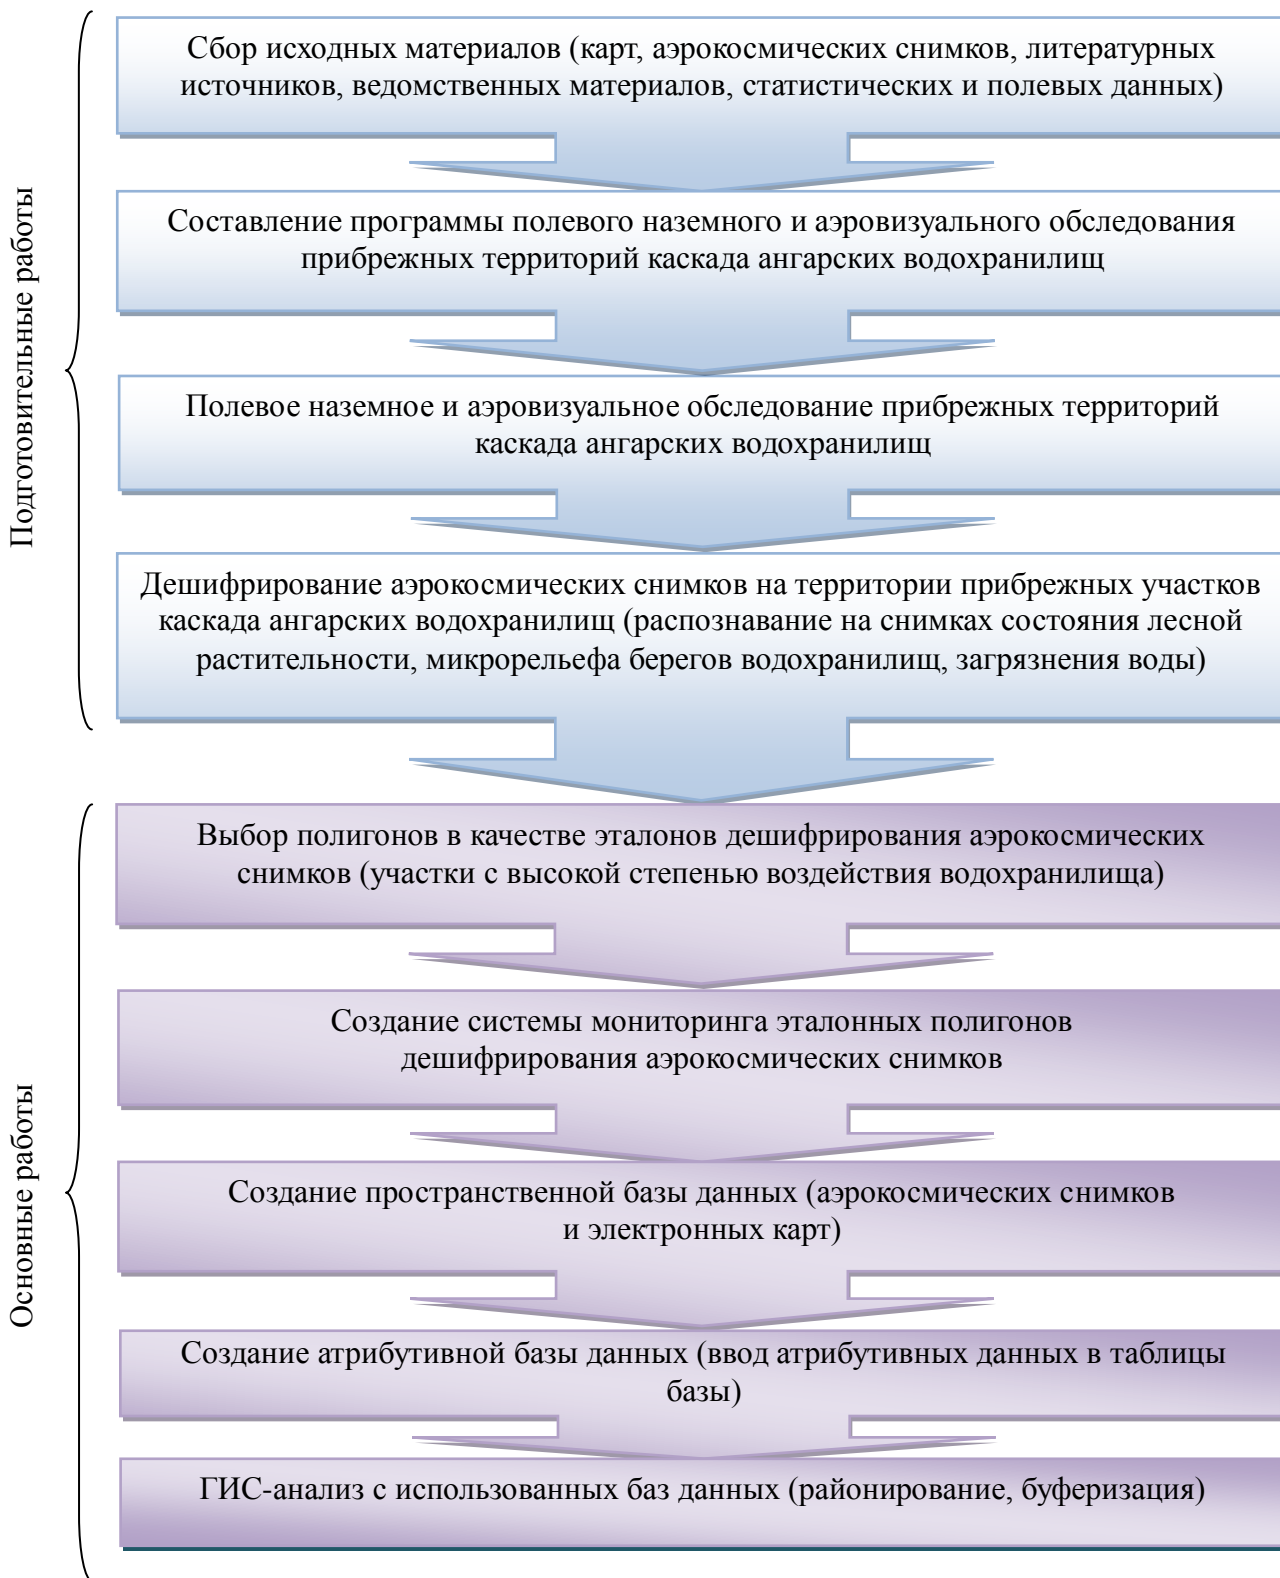 Подготовительные работы
Сбор исходных материалов (карт, аэрокосмических снимков, литературных
источников, ведомственных материалов, статистических и полевых данных)
Составление программы полевого наземного и аэровизуального обследования
прибрежных территорий каскада ангарских водохранилищ
Полевое наземное и аэровизуальное обследование прибрежных территорий
каскада ангарских водохранилищ
Дешифрирование аэрокосмических снимков на территории прибрежных участков
каскада ангарских водохранилищ (распознавание на снимках состояния лесной
растительности, микрорельефа берегов водохранилищ, загрязнения воды)
Основные работы
Выбор полигонов в качестве эталонов дешифрирования аэрокосмических
снимков (участки с высокой степенью воздействия водохранилища)
Создание системы мониторинга эталонных полигонов
дешифрирования аэрокосмических снимков
Создание пространственной базы данных (аэрокосмических снимков
и электронных карт)
Создание атрибутивной базы данных (ввод атрибутивных данных в таблицы
базы)
ГИС-анализ с использованных баз данных (районирование, буферизация)